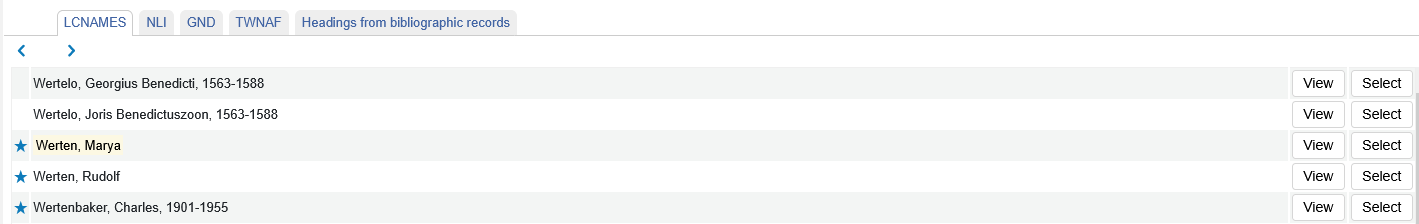 LCNAMES NLI GND TWNAF Headings from bibliographic records
Wertelo, Georgius Benedicti, 1563-1588 View Select
Wertelo, Joris Benedictuszoon, 1563-1588 View Select
Werten, Marya View Select
Werten, Rudolf View Select
Wertenbaker, Charles, 1901-1955 View Select